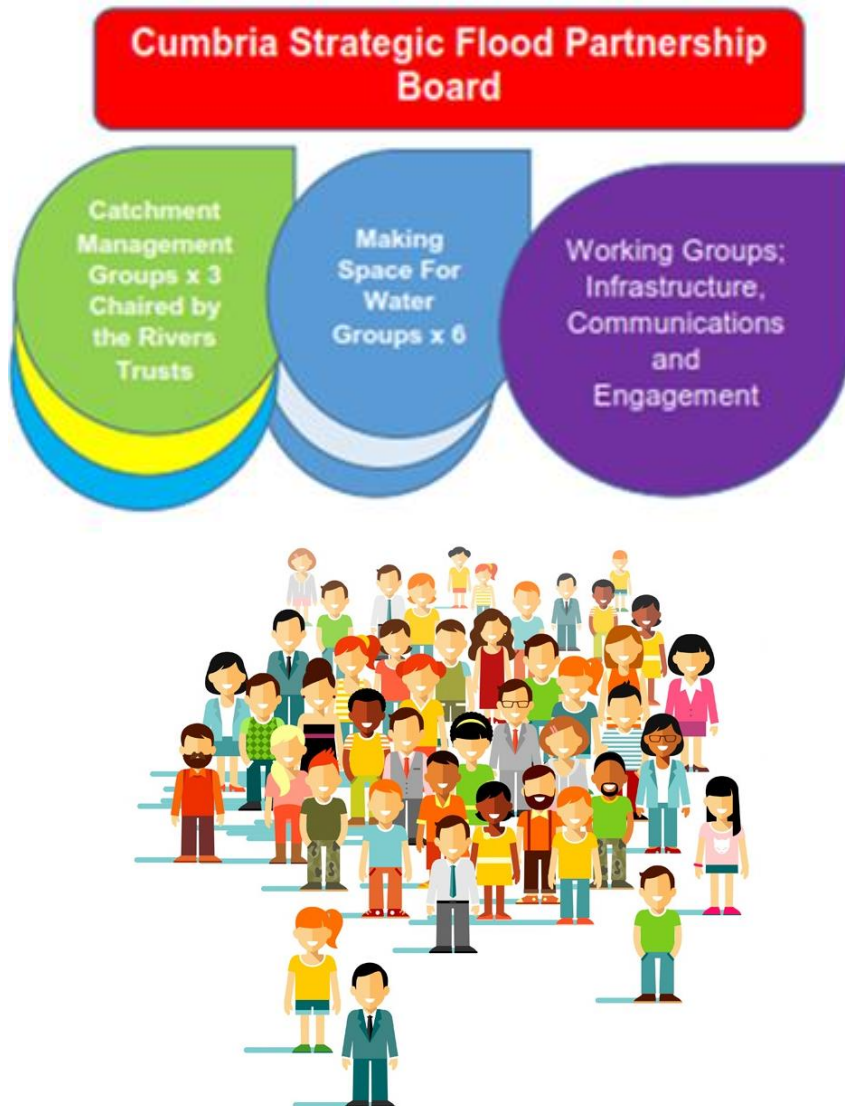 Cumbria Strategic Flood Partnership
Board
Catchment
Management
Groups x 3
Chaired by
the Rivers
Trusts
Making
Space For
Water
Groups x 6
Working Groups;
Infrastructure,
Communications
and
Engagement